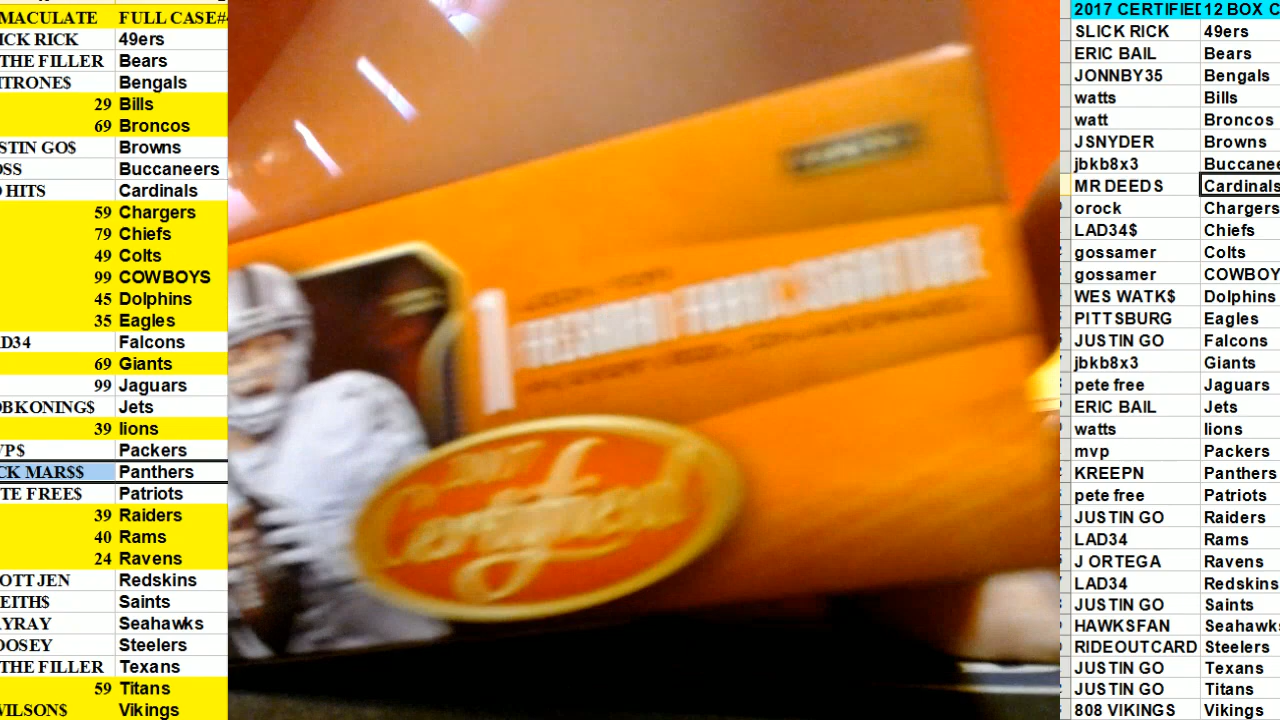 MACULATE FULL CASE#
ICK RICK 49ers
THE FILLER Bears
ITRONE$ Bengals
29 Bills
69 Broncos
STIN GO$ Browns
OSS Buccaneers
HITS Cardinals
59 Chargers
79 Chiefs
49 Colts
99 COWBOYS
45 Dolphins
35 Eagles
D34 Falcons
69 Giants
99 Jaguars
OBKONING$ Jets
39 lions
VP$ Packers
CK MAR$$ Panthers
TE FREE$ Patriots
39 Raiders
40 Rams
24 Ravens
OTT JEN Redskins
EITH$ Saints
AYRAY Seahawks
OOSEY Steelers
THE FILLER Texans
59 Titans
WILSON$ Vikings
1
2017
Certified
2017 CERTIFIED 12 BOX C
SLICK RICK 49ers
ERIC BAIL Bears
JONNBY35 Bengals
watts Bills
watt Broncos
JSNYDER Browns
jbkb8x3 Buccanee
MR DEEDS Cardinals
orock Chargers
LAD34$ Chiefs
gossamer Colts
gossamer COWBOY
WES WATK$ Dolphins
PITTSBURG Eagles
JUSTIN GO Falcons
jbkb8x3 Giants
pete free Jaguars
ERIC BAIL Jets
watts lions
mvp Packers
KREEPN Panthers
pete free Patriots
JUSTIN GO Raiders
LAD34 Rams
J ORTEGA Ravens
LAD34 Redskins
JUSTIN GO Saints
HAWKSFAN Seahawks
RIDEOUTCARD Steelers
JUSTIN GO Texans
JUSTIN GO Titans
808 VIKINGS Vikings